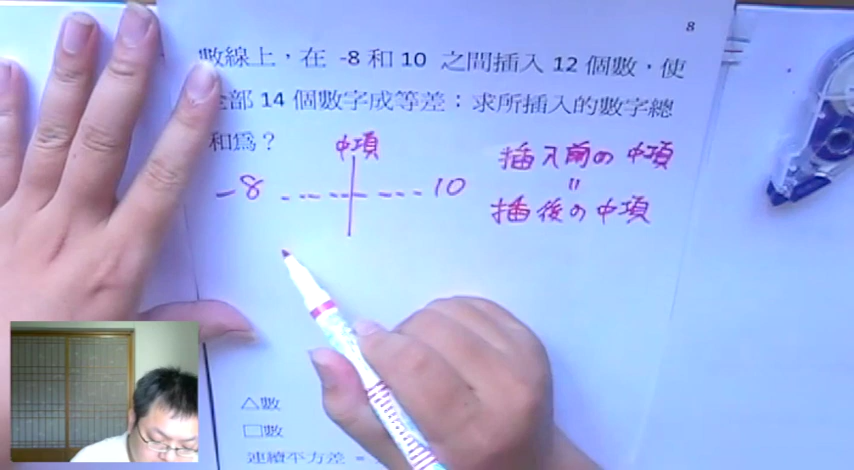 8
數線上，在 -8 和 10 之間插入 12 個數，使
全部 14 個數字成等差：求所插入的數字總
和為？
中項
-8 10
插入前の中項
=
插後の中項
△數
□數
連續平方差 =